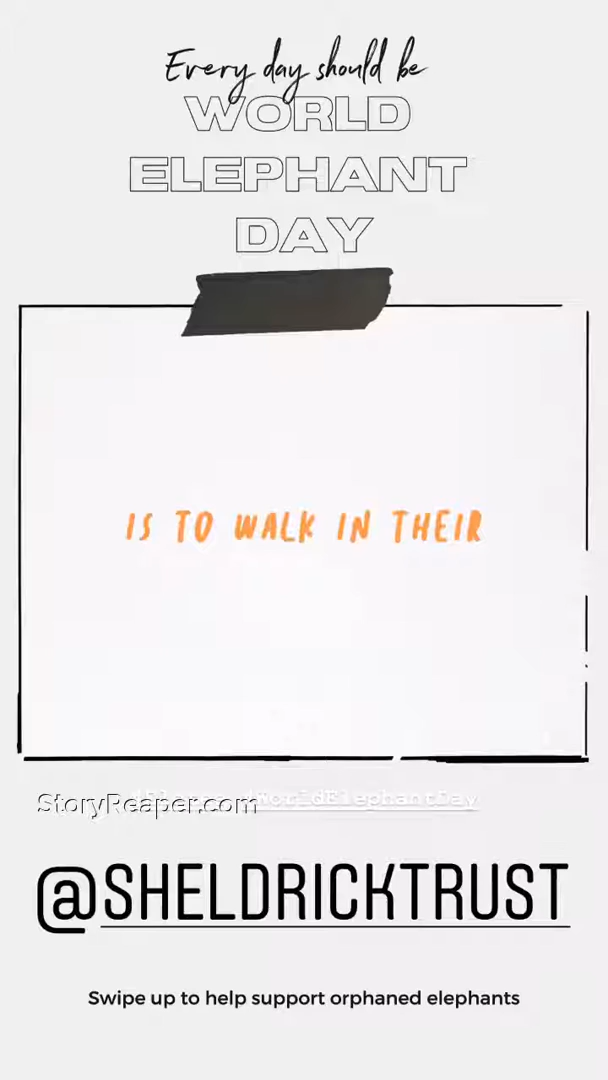 Every day should be
WORLD
ELEPHANT
DAY
IS TO WALK IN THEIR
StoryReaper.com
WorldElephantDay
@SHELDRICKTRUST
Swipe up to help support orphaned elephants